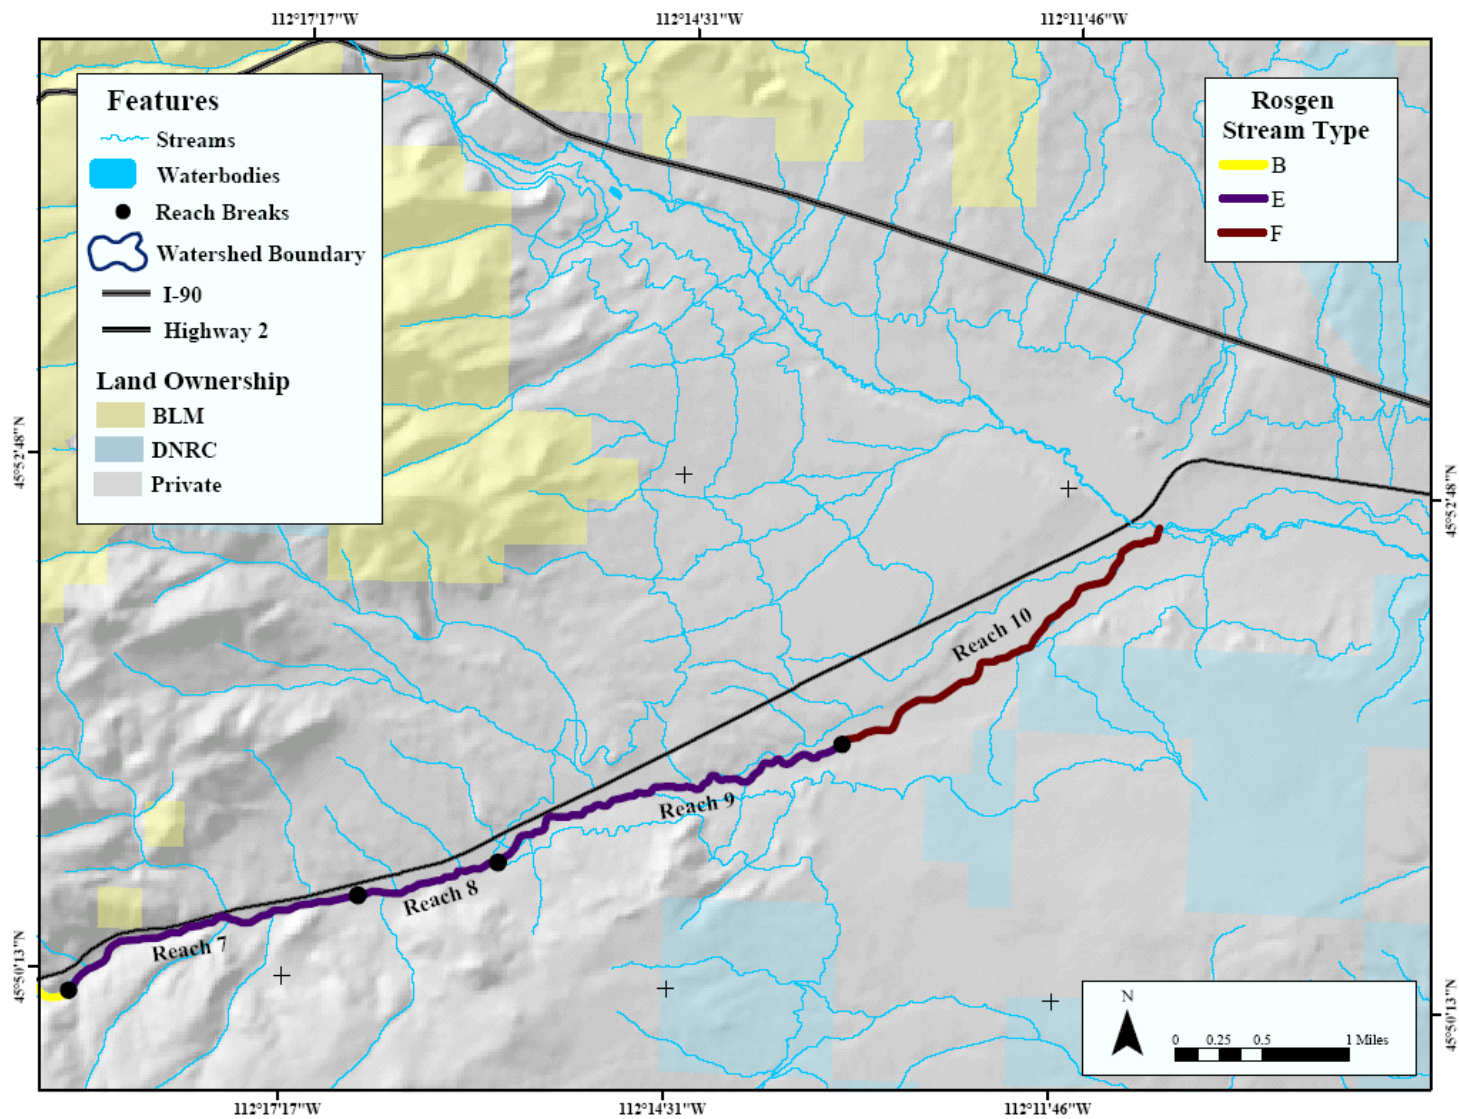 112°17'17"W
112°14'31"W
112°11'46"W
Features
Streams
Waterbodies
Reach Breaks
Watershed Boundary
I-90
Highway 2
Land Ownership
BLM
DNRC
Private
Rosgen
Stream Type
B
E
F
45°52'48"N
45°52'48"N
Reach 10
Reach 9
Reach 8
Reach 7
45°50'13"N
45°50'13"N
N
0 0.25 0.5 1 Miles
112°17'17"W
112°14'31"W
112°11'46"W